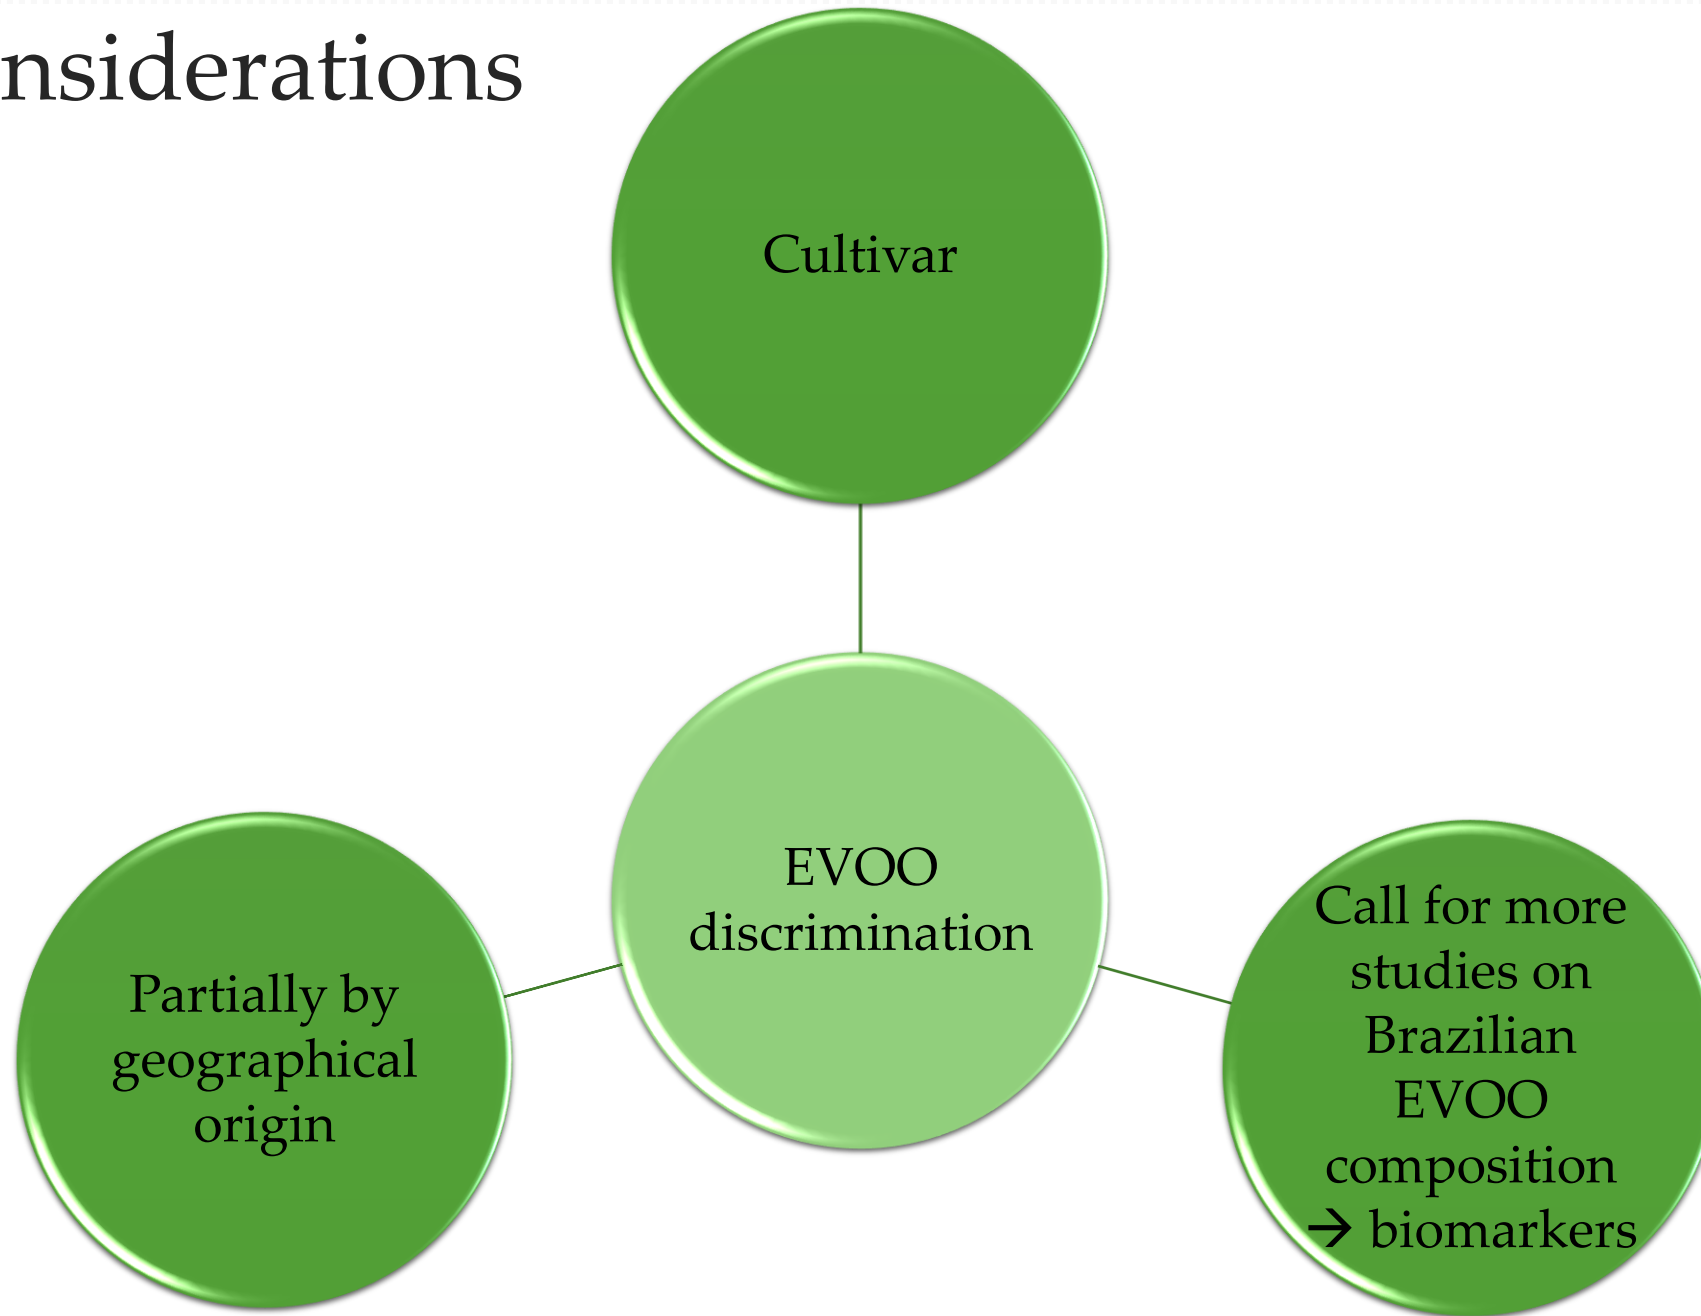 nsiderations
Cultivar
EVOO
discrimination
Partially by
geographical
origin
Call for more
studies on
Brazilian
EVOO
composition
→ biomarkers